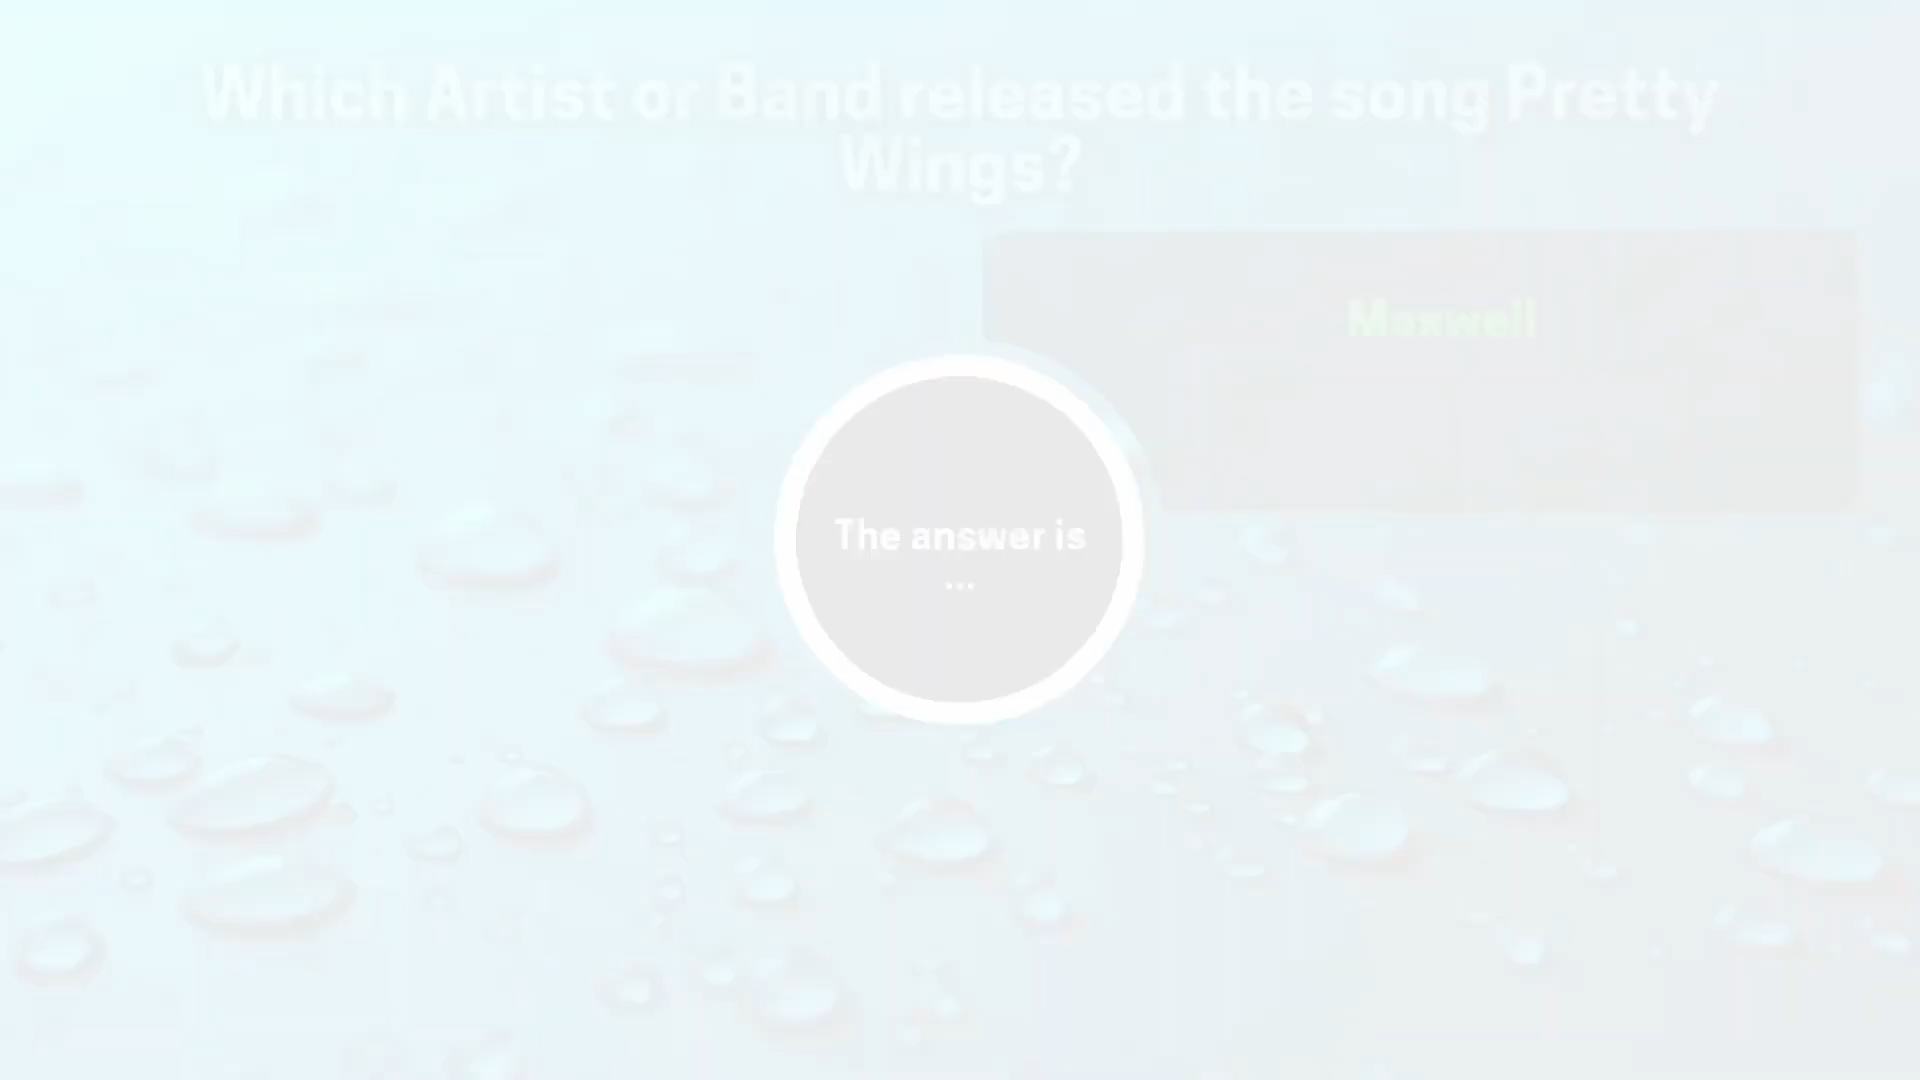 Which Artist or Band released the song Pretty
Wings?
Maxwell
The answer is
...